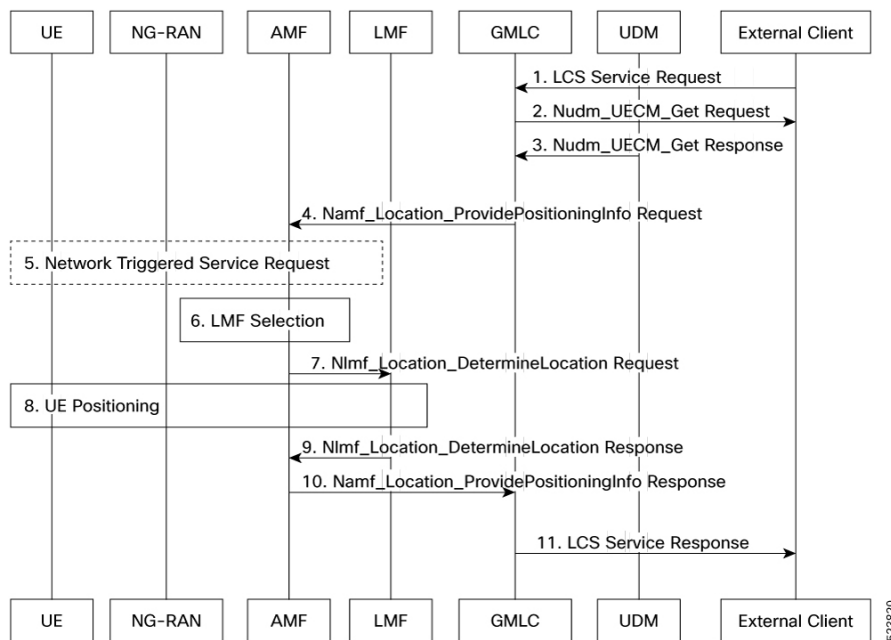 UE NG-RAN AMF LMF GMLC UDM External Client
1. LCS Service Request
2. Nudm_UECM_Get Request
3. Nudm_UECM_Get Response
4. Namf_Location_ProvidePositioningInfo Request
5. Network Triggered Service Request
6. LMF Selection
7. Nlmf_Location_DetermineLocation Request
8. UE Positioning
9. Nlmf_Location_DetermineLocation Response
10. Namf_Location_ProvidePositioningInfo Response
11. LCS Service Response
UE NG-RAN AMF LMF GMLC UDM External Client